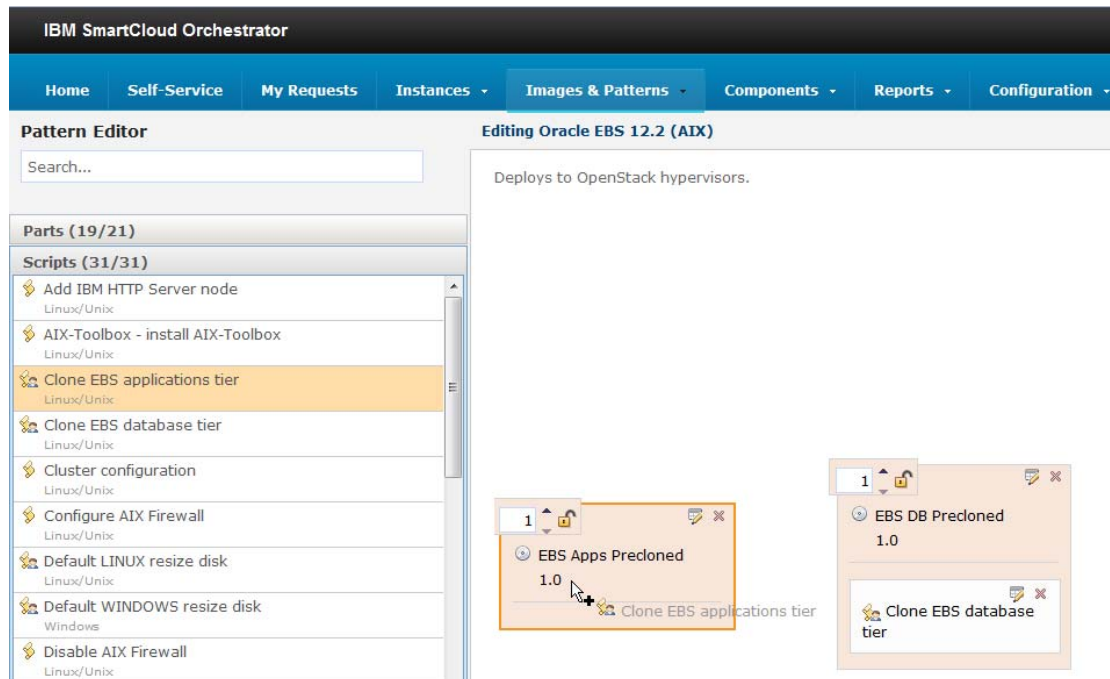 IBM SmartCloud Orchestrator
Home Self-Service My Requests Instances Images & Patterns Components Reports Configuration
Pattern Editor
Editing Oracle EBS 12.2 (AIX)
Search...
Deploys to OpenStack hypervisors.
Parts (19/21)
Scripts (31/31)
Add IBM HTTP Server node
Linux/Unix
AIX-Toolbox - install AIX-Toolbox
Linux/Unix
Clone EBS applications tier
Linux/Unix
Clone EBS database tier
Linux/Unix
Cluster configuration
Linux/Unix
Configure AIX Firewall
Linux/Unix
Default LINUX resize disk
Linux/Unix
Default WINDOWS resize disk
Windows
Disable AIX Firewall
Linux/Unix
1
EBS Apps Precloned
1.0
Clone EBS applications tier
1
EBS DB Precloned
1.0
Clone EBS database
tier